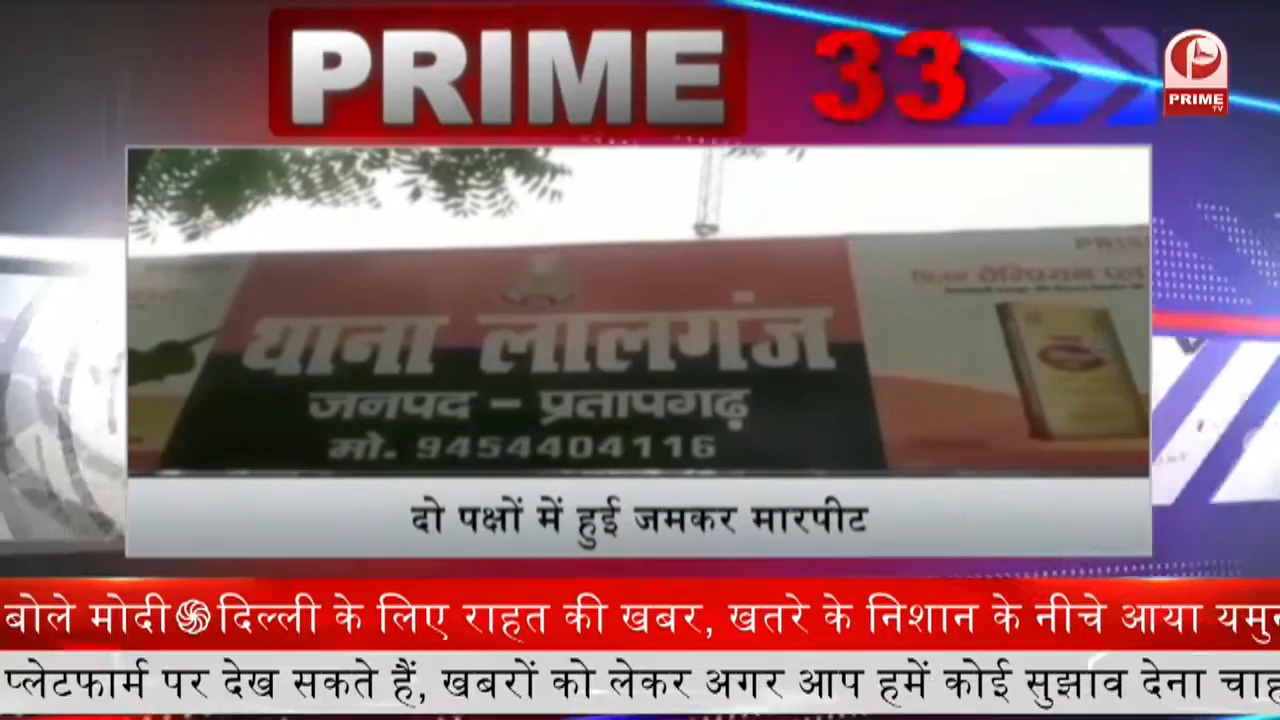 PRIME 33
PRIME
TV
थाना लालगंज
जनपद - प्रतापगढ़
मो. 9454404116
दो पक्षों में हुई जमकर मारपीट
बोले मोदी दिल्ली के लिए राहत की खबर, खतरे के निशान के नीचे आया
प्लेटफार्म पर देख सकते हैं, खबरों को लेकर अगर आप हमें कोई सुझाव देना